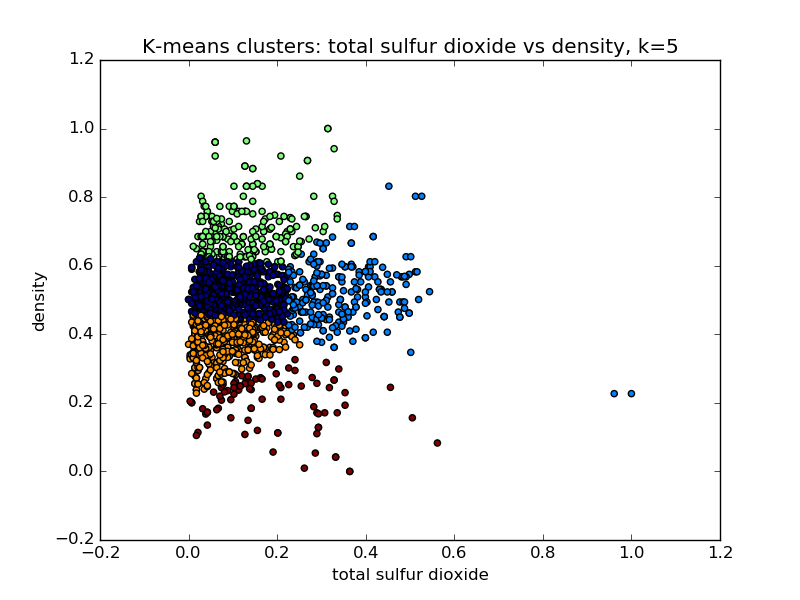 K-means clusters: total sulfur dioxide vs density, k=5
1.2
1.0
0.8
0.6
0.4
0.2
0.0
−0.2
density
−0.2 0.0 0.2 0.4 0.6 0.8 1.0 1.2
total sulfur dioxide